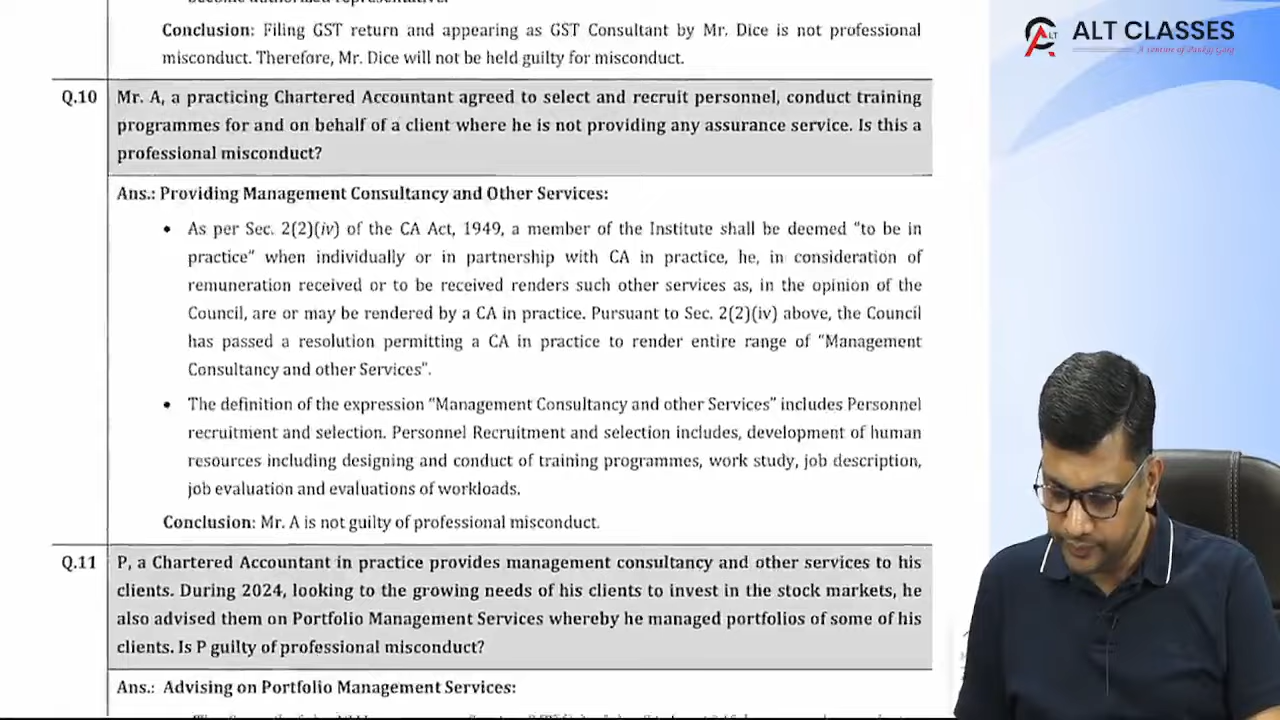 become authorized representative.
Conclusion: Filing GST return and appearing as GST Consultant by Mr. Dice is not professional
misconduct. Therefore, Mr. Dice will not be held guilty for misconduct.
ALT CLASSES
A venture of Pankaj Garg
ALT
Q.10 Mr. A, a practicing Chartered Accountant agreed to select and recruit personnel, conduct training
programmes for and on behalf of a client where he is not providing any assurance service. Is this a
professional misconduct?
Ans.: Providing Management Consultancy and Other Services:
• As per Sec. 2(2)(iv) of the CA Act, 1949, a member of the Institute shall be deemed “to be in
practice” when individually or in partnership with CA in practice, he, in consideration of
remuneration received or to be received renders such other services as, in the opinion of the
Council, are or may be rendered by a CA in practice. Pursuant to Sec. 2(2)(iv) above, the Council
has passed a resolution permitting a CA in practice to render entire range of “Management
Consultancy and other Services”.
• The definition of the expression “Management Consultancy and other Services” includes Personnel
recruitment and selection. Personnel Recruitment and selection includes, development of human
resources including designing and conduct of training programmes, work study, job description,
job evaluation and evaluations of workloads.
Conclusion: Mr. A is not guilty of professional misconduct.
Q.11 P, a Chartered Accountant in practice provides management consultancy and other services to his
clients. During 2024, looking to the growing needs of his clients to invest in the stock markets, he
also advised them on Portfolio Management Services whereby he managed portfolios of some of his
clients. Is P guilty of professional misconduct?
Ans.: Advising on Portfolio Management Services: